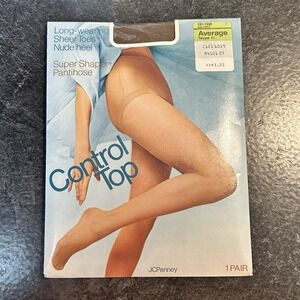 Long-wearing
Sheer Toes
Nude heel
Super Shaper®
Pantihose
Average
Control
Top
JCPenney
1 PAIR